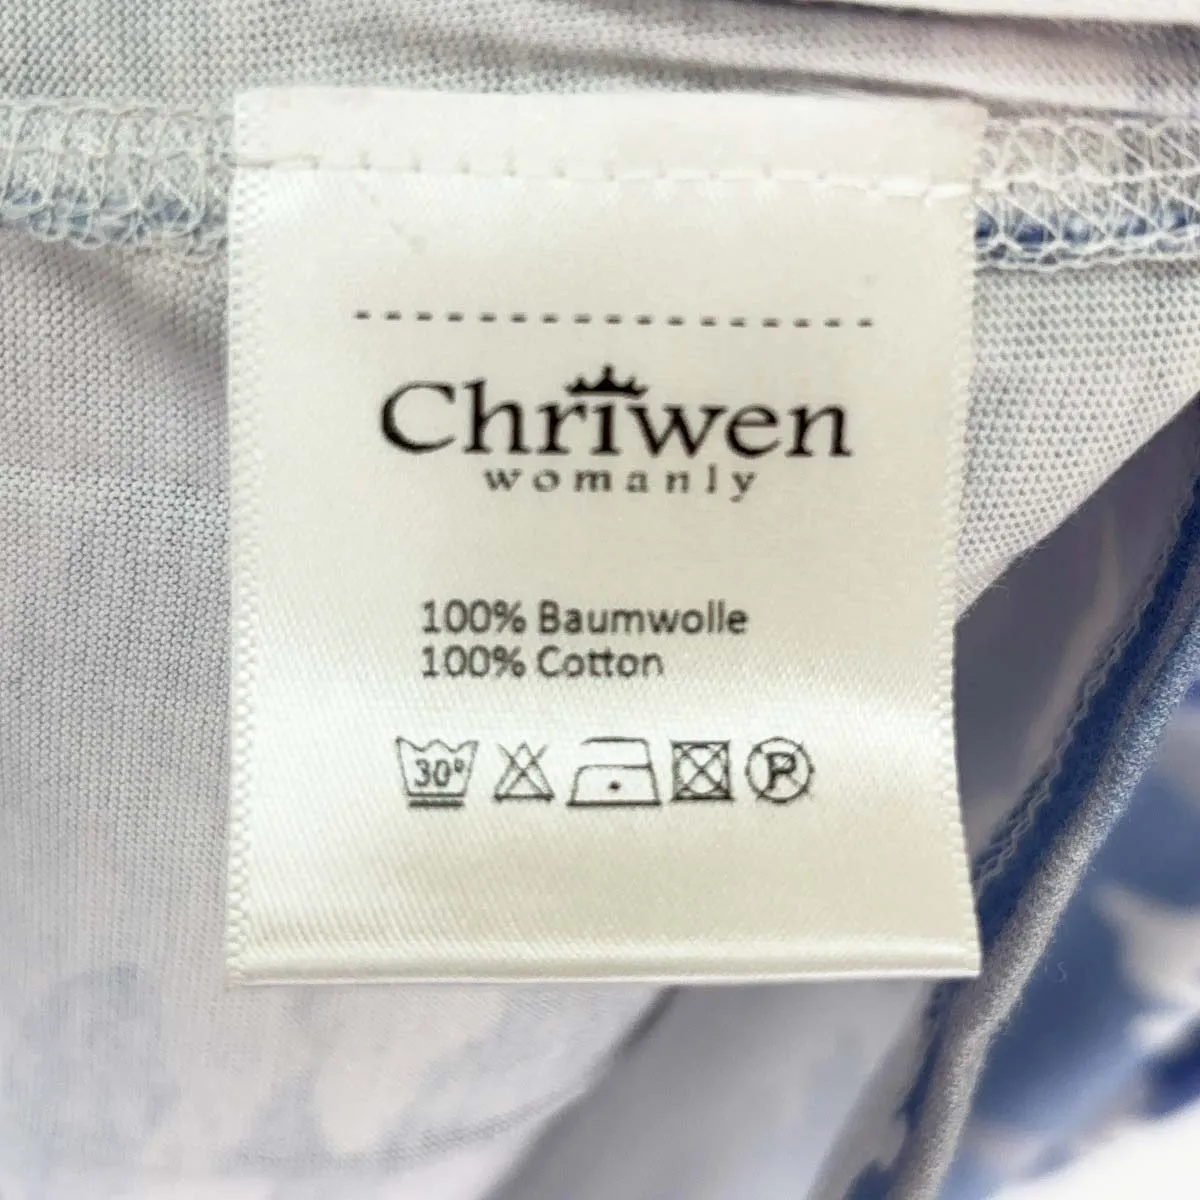 Chriwen
womanly
100% Baumwolle
100% Cotton
30°
P